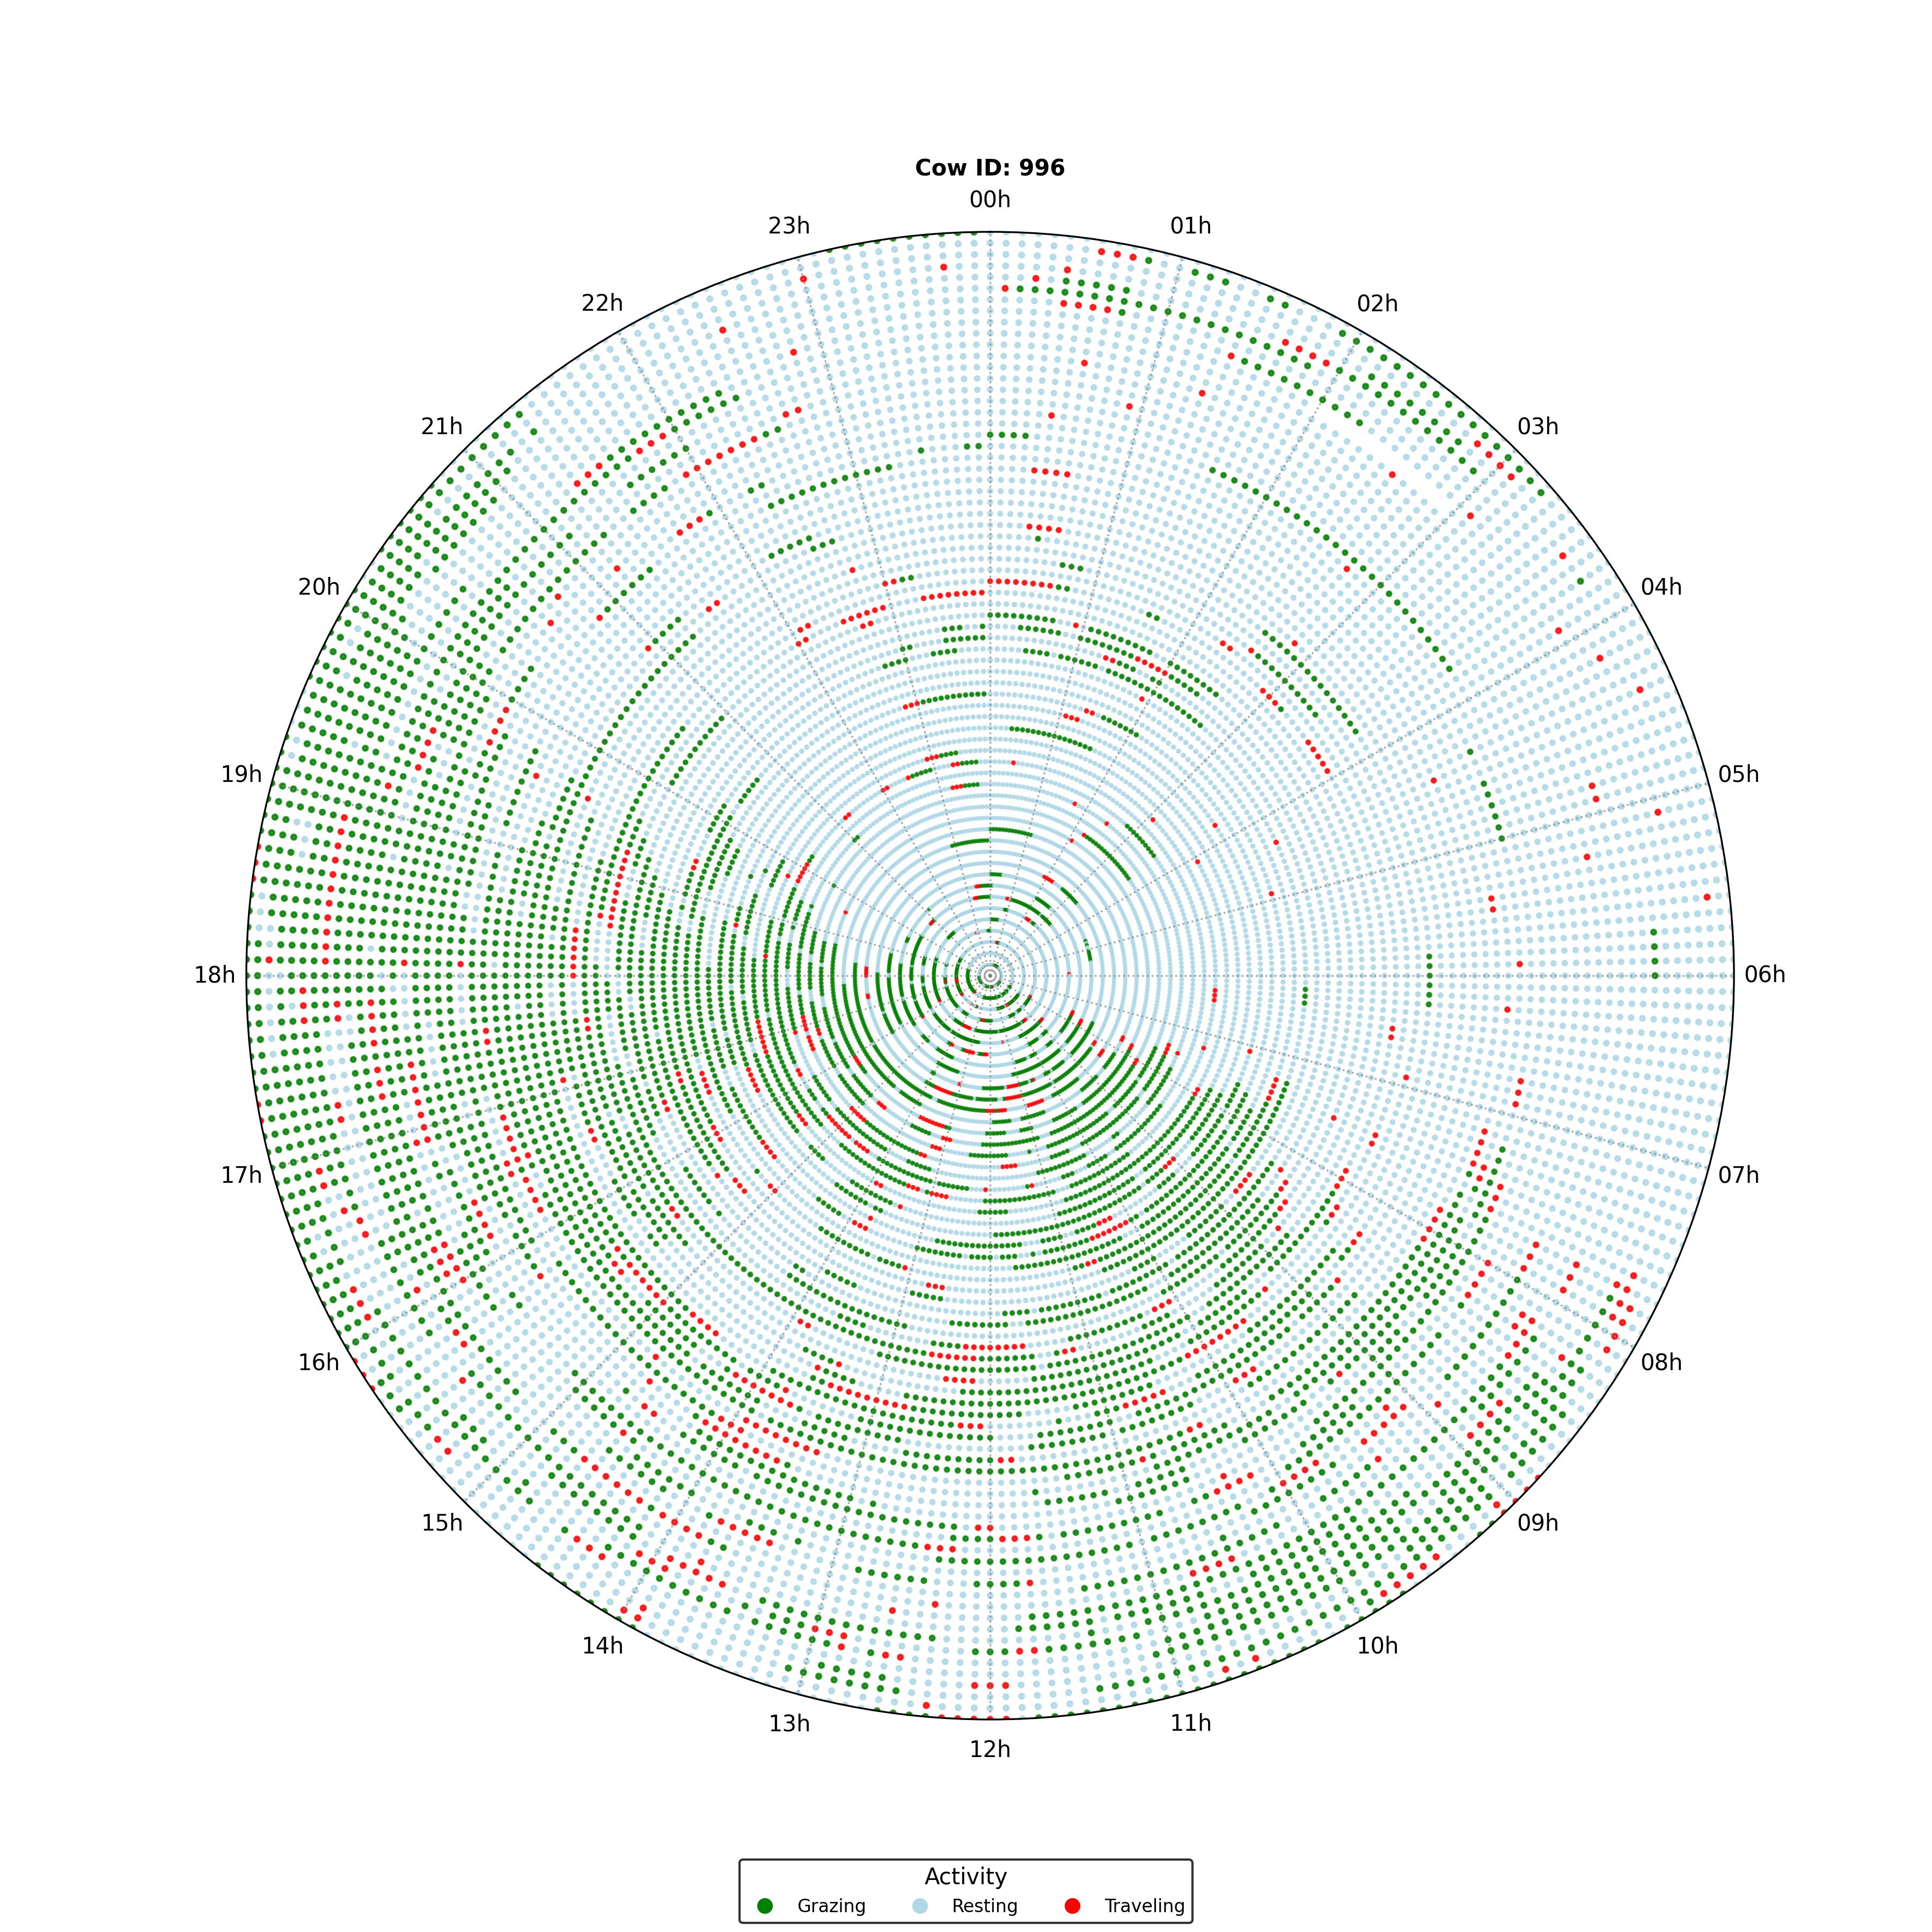 Cow ID: 996
00h
01h
02h
03h
04h
05h
06h
07h
08h
09h
10h
11h
12h
13h
14h
15h
16h
17h
18h
19h
20h
21h
22h
23h
Activity
Grazing Resting Traveling